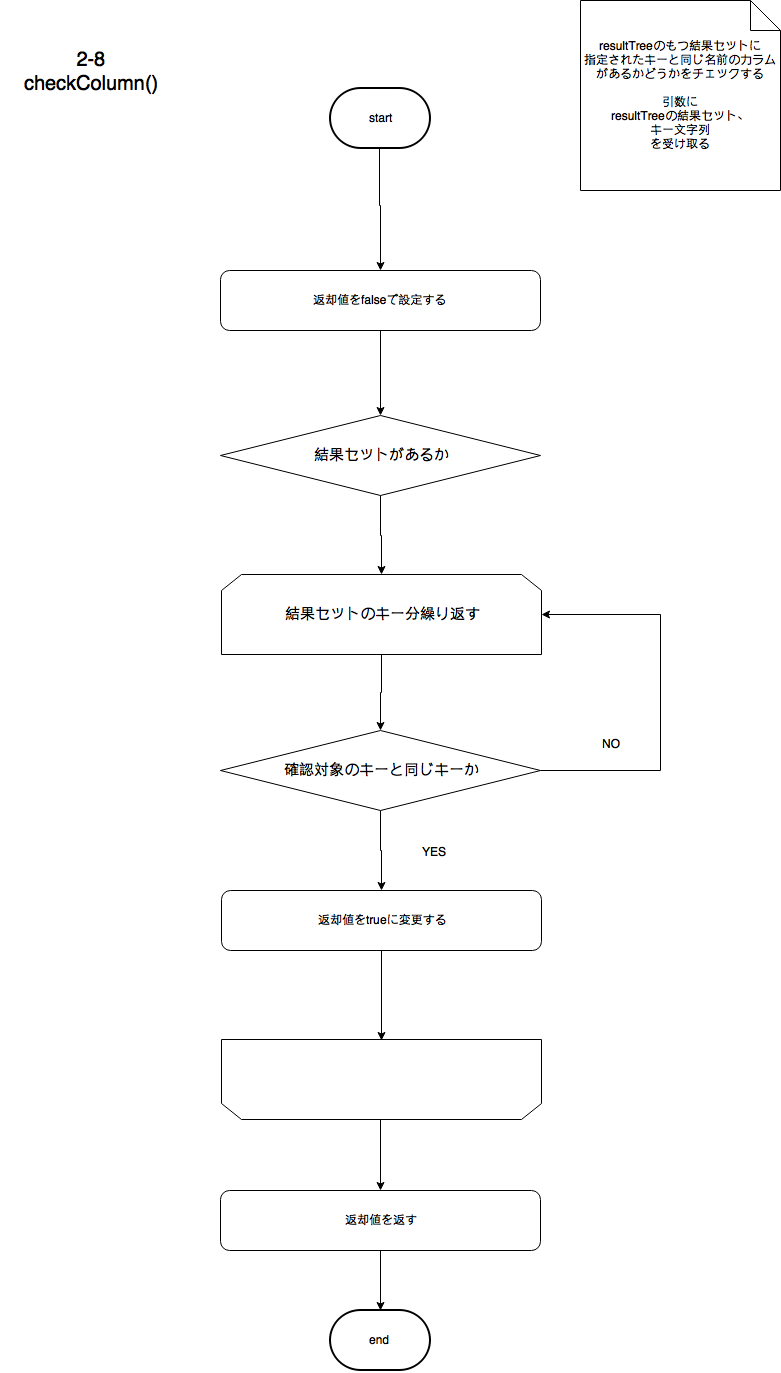 2-8
checkColumn()
resultTreeのもつ結果セットに
指定されたキーと同じ名前のカラム
があるかどうかをチェックする
引数に
resultTreeの結果セット、
キー文字列
を受け取る
start
返却値をfalseで設定する
結果セットがあるか
結果セットのキー分繰り返す
確認対象のキーと同じキーか
NO
YES
返却値をtrueに変更する
返却値を返す
end